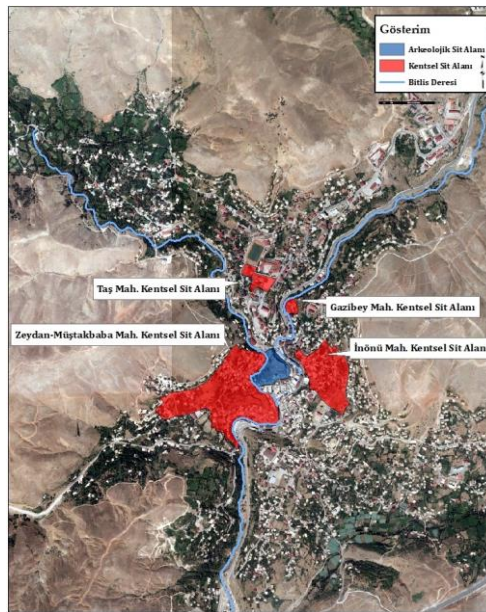 Gösterim
Arkeolojik Sit Alanı
Kentsel Sit Alanı
Bitlis Deresi
Taş Mah. Kentsel Sit Alanı
Gazibey Mah. Kentsel Sit Alanı
Zeydan-Müştakbaba Mah. Kentsel Sit Alanı
İnönü Mah. Kentsel Sit Alan